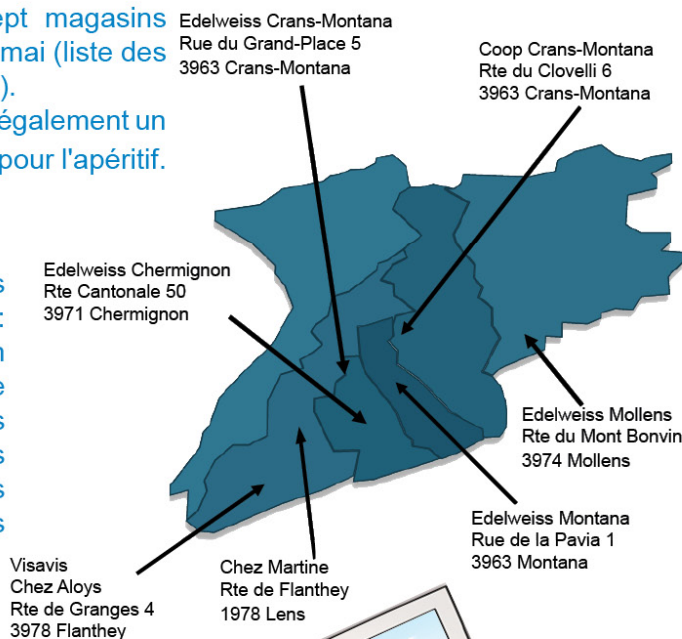 ept magasins
mai (liste des
).
également un
pour l'apéritif.
s
:
n
e
s
s
s
s
Edelweiss Crans-Montana
Rue du Grand-Place 5
3963 Crans-Montana
Coop Crans-Montana
Rte du Clovelli 6
3963 Crans-Montana
Edelweiss Chermignon
Rte Cantonale 50
3971 Chermignon
Edelweiss Mollens
Rte du Mont Bonvin
3974 Mollens
Edelweiss Montana
Rue de la Pavia 1
3963 Montana
Chez Martine
Rte de Flanthey
1978 Lens
Visavis
Chez Aloys
Rte de Granges 4
3978 Flanthey